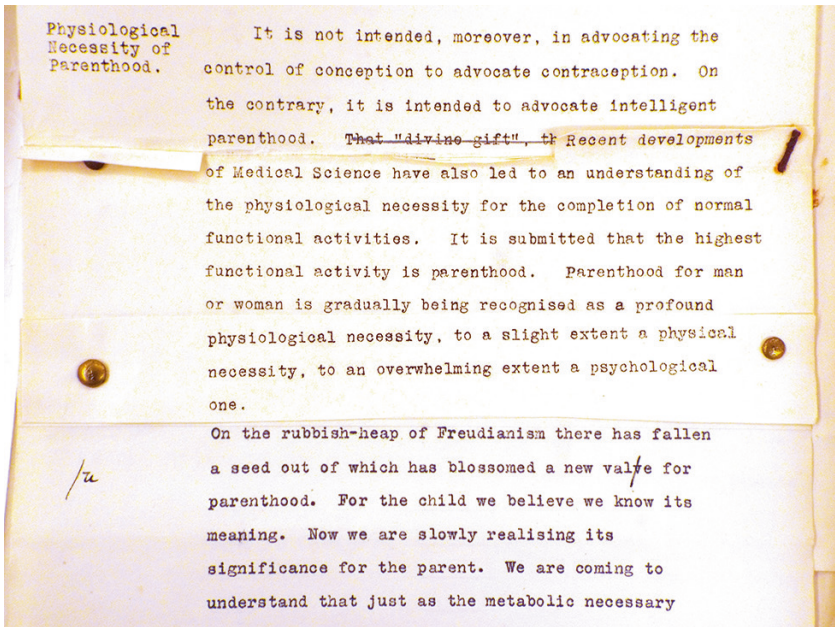 Physiological
Necessity of
Parenthood.
It is not intended, moreover, in advocating the
control of conception to advocate contraception. On
the contrary, it is intended to advocate intelligent
parenthood. That "divine gift", th Recent developments
of Medical Science have also led to an understanding of
the physiological necessity for the completion of normal
functional activities. It is submitted that the highest
functional activity is parenthood. Parenthood for man
or woman is gradually being recognised as a profound
physiological necessity, to a slight extent a physical
necessity, to an overwhelming extent a psychological
one.
On the rubbish-heap of Freudianism there has fallen
a seed out of which has blossomed a new valve for
/u
parenthood. For the child we believe we know its
meaning. Now we are slowly realising its
significance for the parent. We are coming to
understand that just as the metabolic necessary